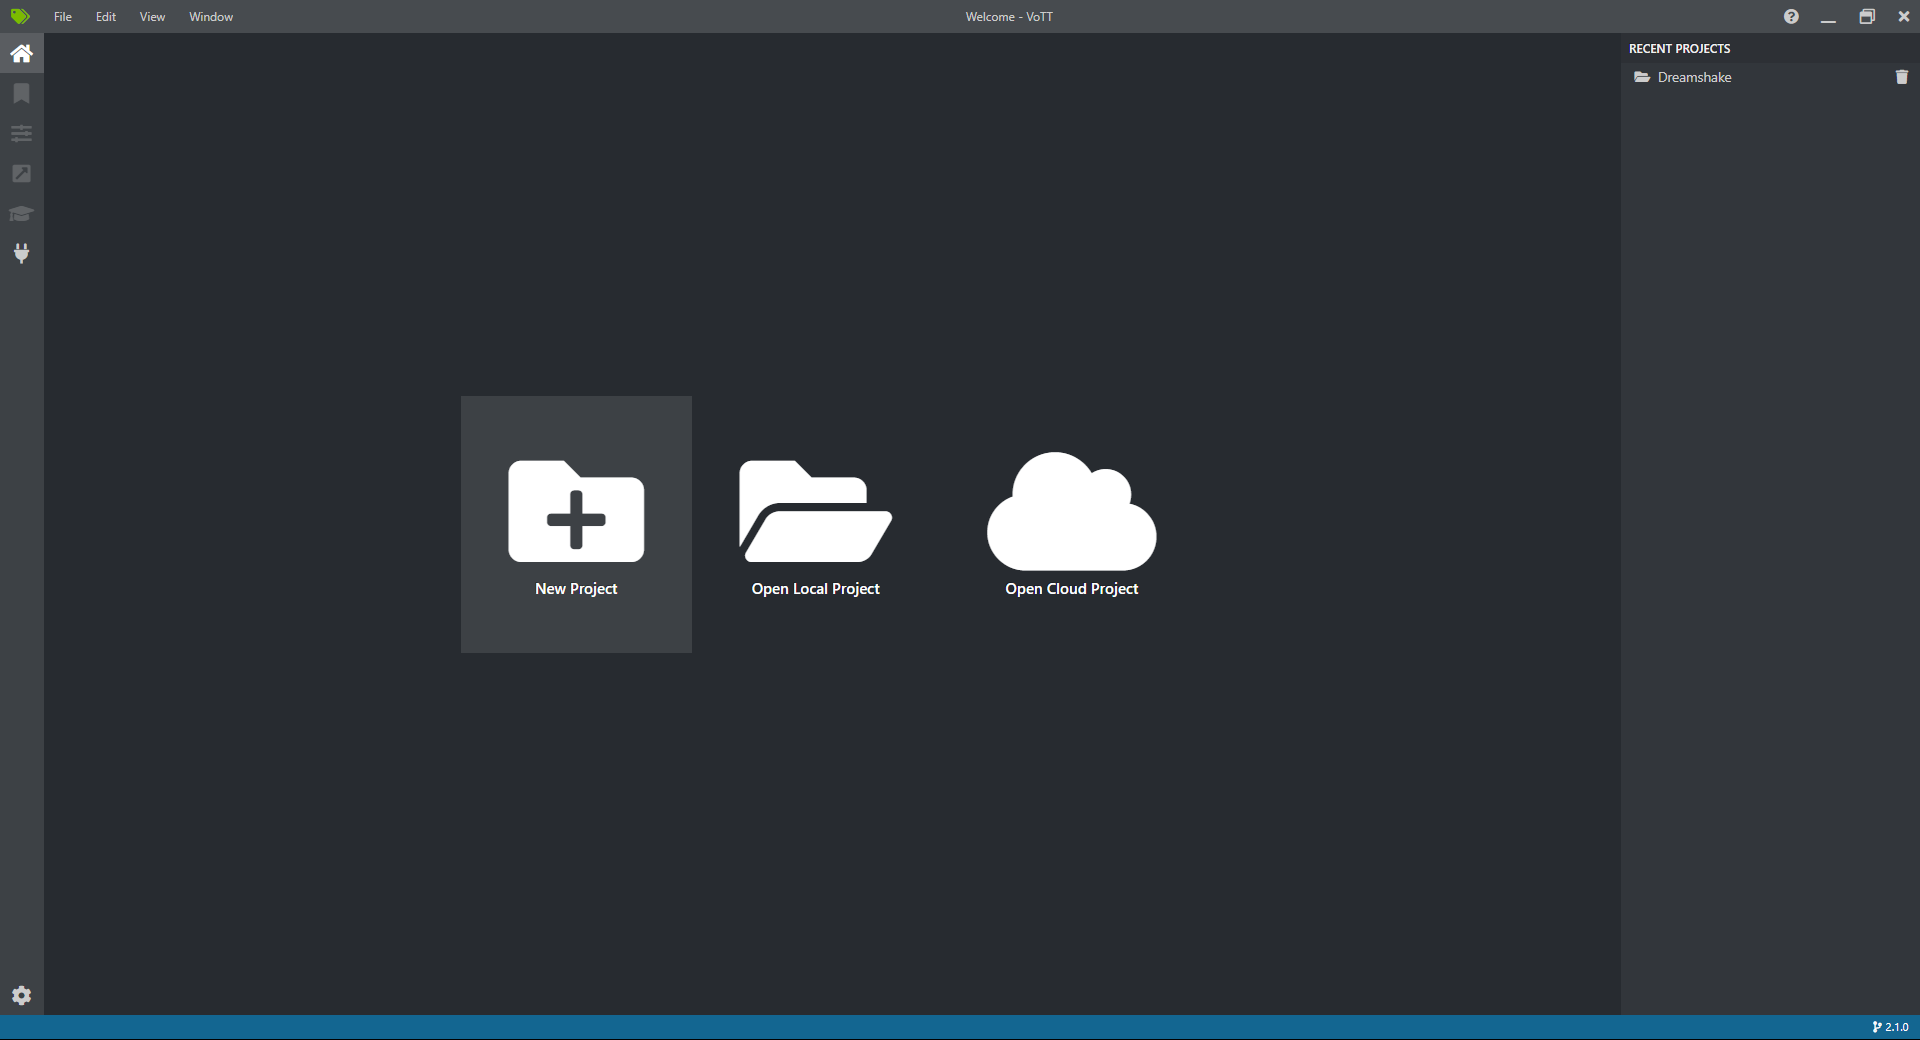 File Edit View Window
Welcome - VoTT
RECENT PROJECTS
Dreamshake
New Project
Open Local Project
Open Cloud Project
2.1.0